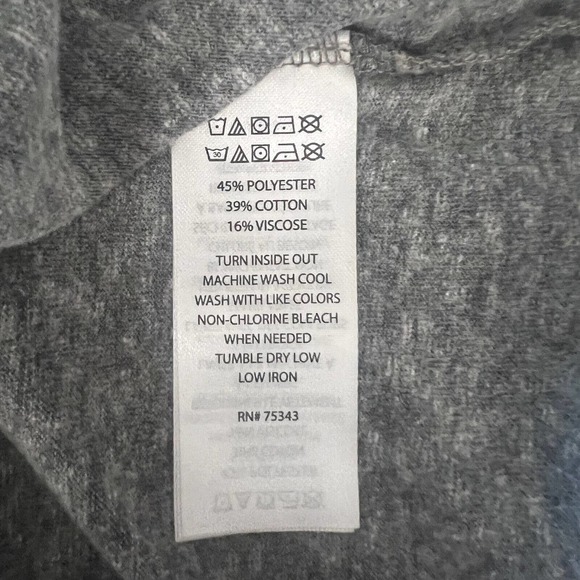 30
45% POLYESTER
39% COTTON
16% VISCOSE
TURN INSIDE OUT
MACHINE WASH COOL
WASH WITH LIKE COLORS
NON-CHLORINE BLEACH
WHEN NEEDED
TUMBLE DRY LOW
LOW IRON
RN# 75343